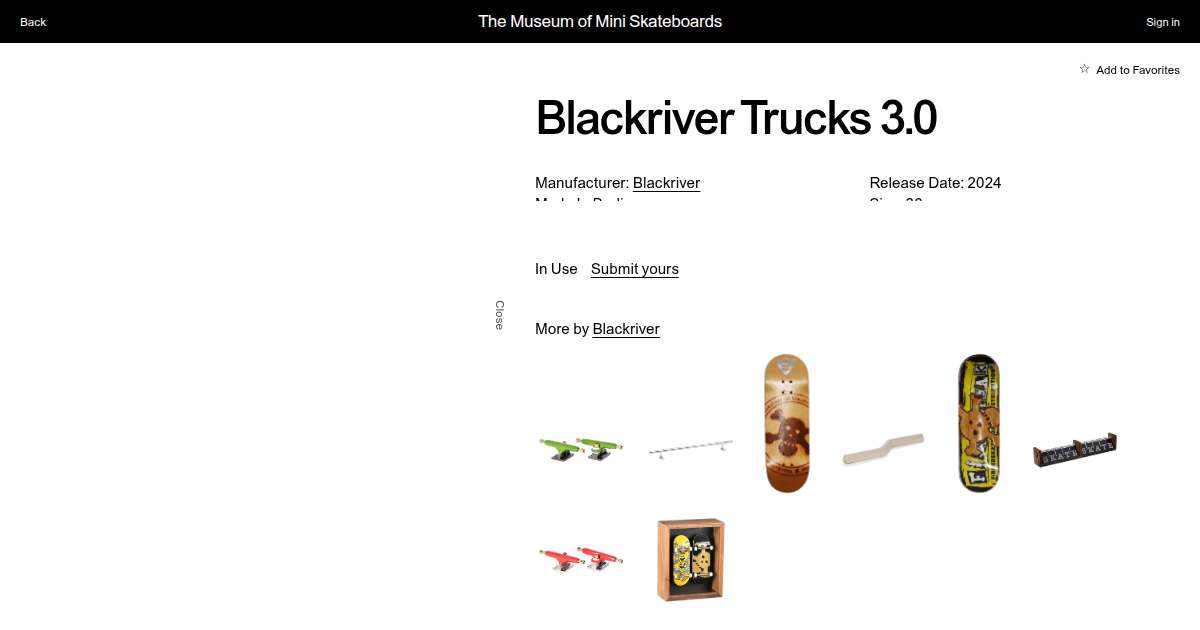 Back
The Museum of Mini Skateboards
Sign in
☆ Add to Favorites
Blackriver Trucks 3.0
Manufacturer: Blackriver
Release Date: 2024
In Use Submit yours
Close
More by Blackriver